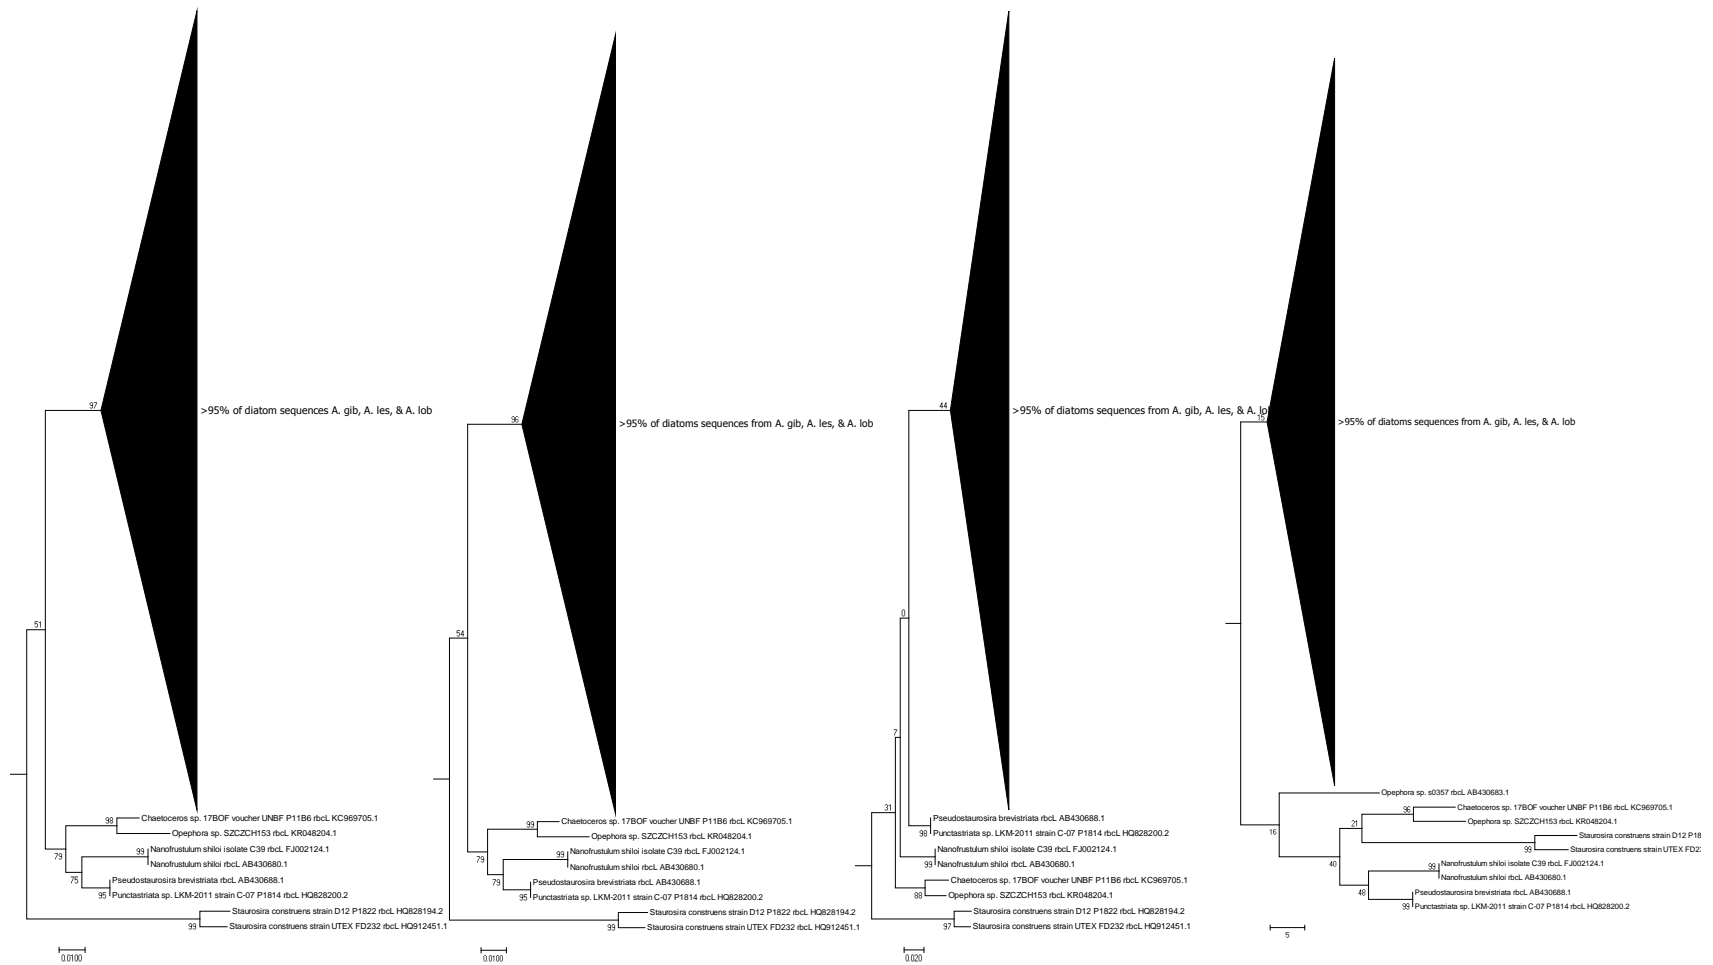 97
>95% of diatom sequences A. gib, A. les, & A. lob
51
98
Chaetoceros sp. 17BOF voucher UNBF P11B6 rbcL KC969705.1
Opephora sp. SZCZCH153 rbcL KR048204.1
79
99
Nanofrustulum shiloi isolate C39 rbcL FJ002124.1
Nanofrustulum shiloi rbcL AB430680.1
75
Pseudostaurosira brevistriata rbcL AB430688.1
95
Punctastriata sp. LKM-2011 strain C-07 P1814 rbcL HQ828200.2
Staurosira construens strain D12 P1822 rbcL HQ828194.2
99
Staurosira construens strain UTEX FD232 rbcL HQ912451.1
0.0100
96
>95% of diatoms sequences from A. gib, A. les, & A. lob
54
99
Chaetoceros sp. 17BOF voucher UNBF P11B6 rbcL KC969705.1
Opephora sp. SZCZCH153 rbcL KR048204.1
79
99
Nanofrustulum shiloi isolate C39 rbcL FJ002124.1
Nanofrustulum shiloi rbcL AB430680.1
79
Pseudostaurosira brevistriata rbcL AB430688.1
95
Punctastriata sp. LKM-2011 strain C-07 P1814 rbcL HQ828200.2
Staurosira construens strain D12 P1822 rbcL HQ828194.2
99
Staurosira construens strain UTEX FD232 rbcL HQ912451.1
0.0100
44
>95% of diatoms sequences from A. gib, A. les, & A. lob
0
7
31
Pseudostaurosira brevistriata rbcL AB430688.1
98
Punctastriata sp. LKM-2011 strain C-07 P1814 rbcL HQ828200.2
Nanofrustulum shiloi isolate C39 rbcL FJ002124.1
99
Nanofrustulum shiloi rbcL AB430680.1
Chaetoceros sp. 17BOF voucher UNBF P11B6 rbcL KC969705.1
88
Opephora sp. SZCZCH153 rbcL KR048204.1
Staurosira construens strain D12 P1822 rbcL HQ828194.2
97
Staurosira construens strain UTEX FD232 rbcL HQ912451.1
0.020
15
>95% of diatoms sequences from A. gib, A. les, & A. lob
Opephora sp. s0357 rbcL AB430683.1
16
96
Chaetoceros sp. 17BOF voucher UNBF P11B6 rbcL KC969705.1
Opephora sp. SZCZCH153 rbcL KR048204.1
21
Staurosira construens strain D12 P18
99
Staurosira construens strain UTEX FD2
40
99
Nanofrustulum shiloi isolate C39 rbcL FJ002124.1
Nanofrustulum shiloi rbcL AB430680.1
48
Pseudostaurosira brevistriata rbcL AB430688.1
99
Punctastriata sp. LKM-2011 strain C-07 P1814 rbcL HQ828200.2
5